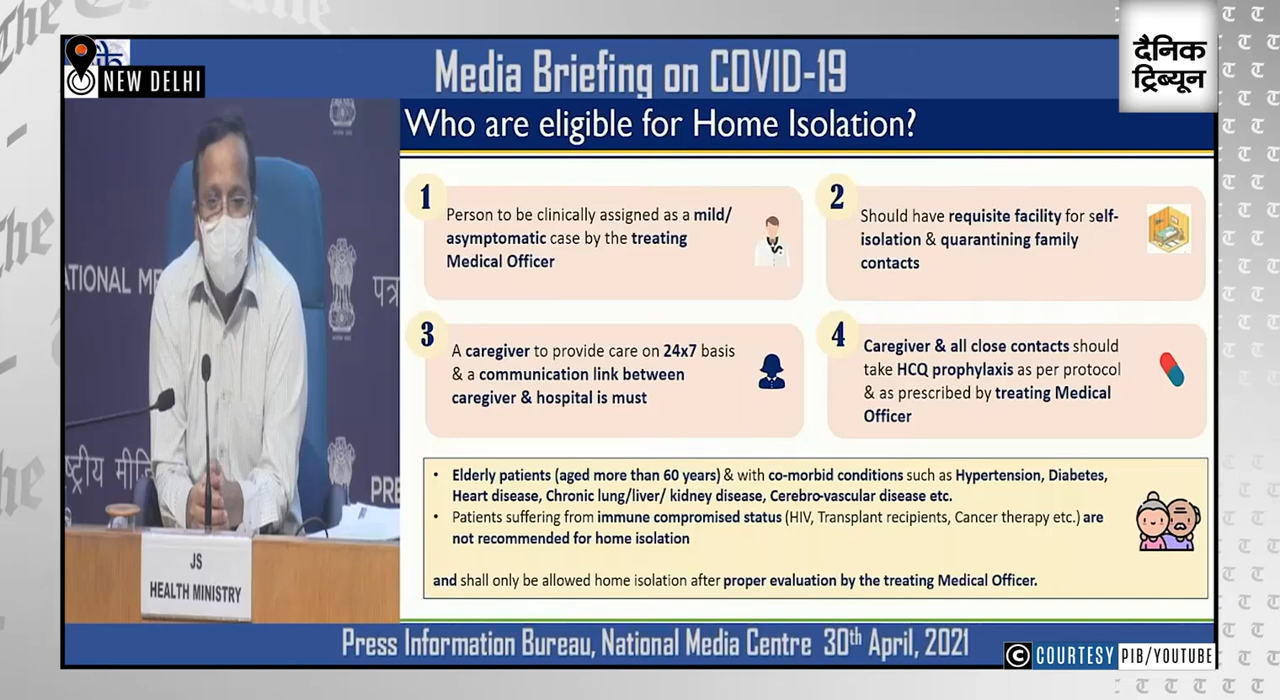 NEW DELHI
Media Briefing on COVID-19
दैनिक
ट्रिब्यून
Who are eligible for Home Isolation?
1
Person to be clinically assigned as a mild/
asymptomatic case by the treating
Medical Officer
2
Should have requisite facility for self-
isolation & quarantining family
contacts
3
A caregiver to provide care on 24x7 basis
& a communication link between
caregiver & hospital is must
4
Caregiver & all close contacts should
take HCQ prophylaxis as per protocol
& as prescribed by treating Medical
Officer
• Elderly patients (aged more than 60 years) & with co-morbid conditions such as Hypertension, Diabetes,
Heart disease, Chronic lung/liver/ kidney disease, Cerebro-vascular disease etc.
• Patients suffering from immune compromised status (HIV, Transplant recipients, Cancer therapy etc.) are
not recommended for home isolation
and shall only be allowed home isolation after proper evaluation by the treating Medical Officer.
JS
HEALTH MINISTRY
Press Information Bureau, National Media Centre 30th April, 2021
© COURTESY PIB/YOUTUBE